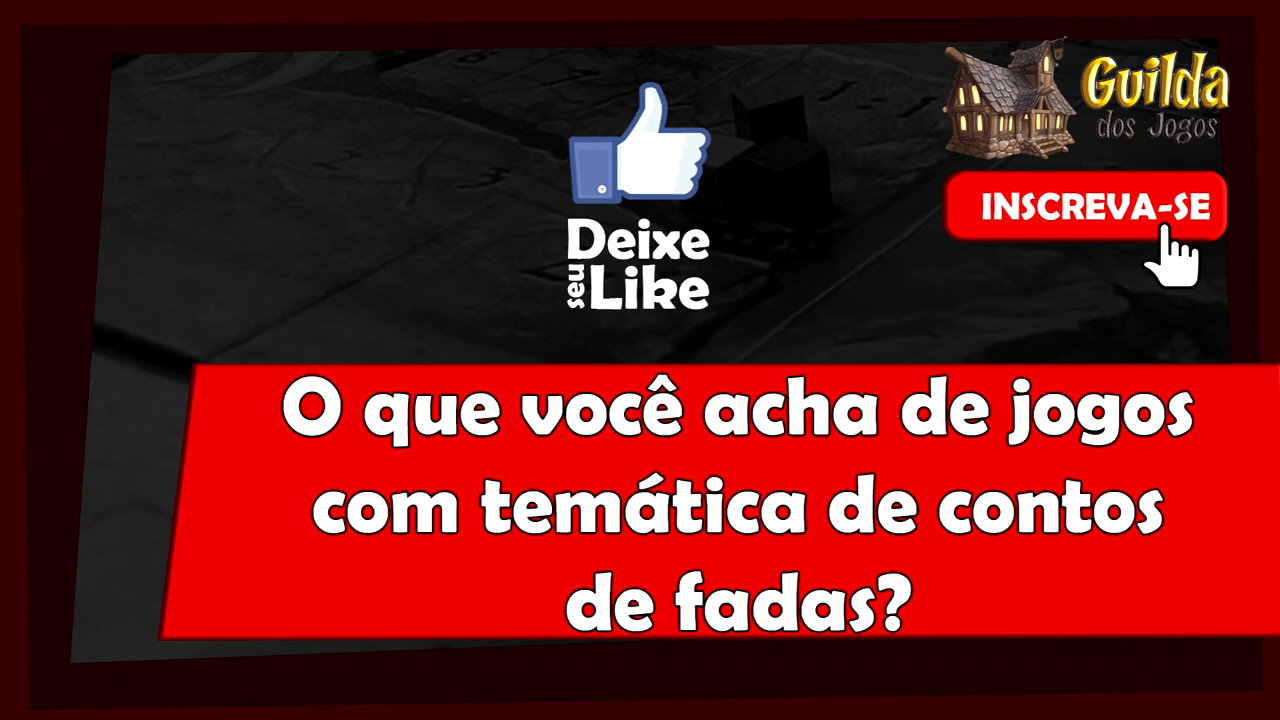 Guilda
dos Jogos
INSCREVA-SE
Deixe
seu Like
O que você acha de jogos
com temática de contos
de fadas?